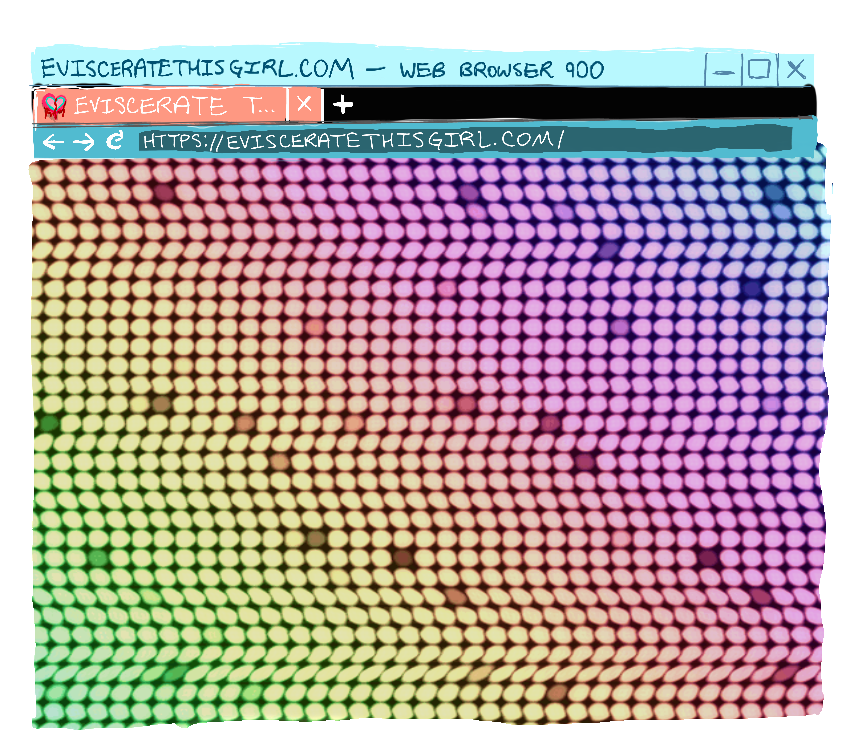 EVISCERATETHISGIRL.COM — WEB BROWSER 900
EVISCERATE T...
HTTPS://EVISCERATETHISGIRL.COM/